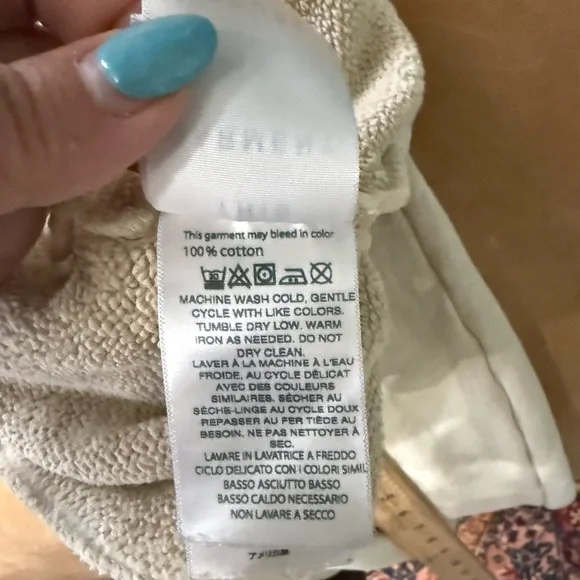 This garment may bleed in color
100% cotton
MACHINE WASH COLD, GENTLE
CYCLE WITH LIKE COLORS.
TUMBLE DRY LOW. WARM
IRON AS NEEDED. DO NOT
DRY CLEAN.
LAVER À LA MACHINE À L'EAU
FROIDE, AU CYCLE DÉLICAT
AVEC DES COULEURS
SIMILAIRES. SÉCHER AU
SÈCHE-LINGE AU CYCLE DOUX
REPASSER AU FER TIÈDE AU
BESOIN. NE PAS NETTOYER À
SEC.
LAVARE IN LAVATRICE A FREDDO
CICLO DELICATO CON I COLORI SIMIL
BASSO ASCIUTTO BASSO
BASSO CALDO NECESSARIO
NON LAVARE A SECCO